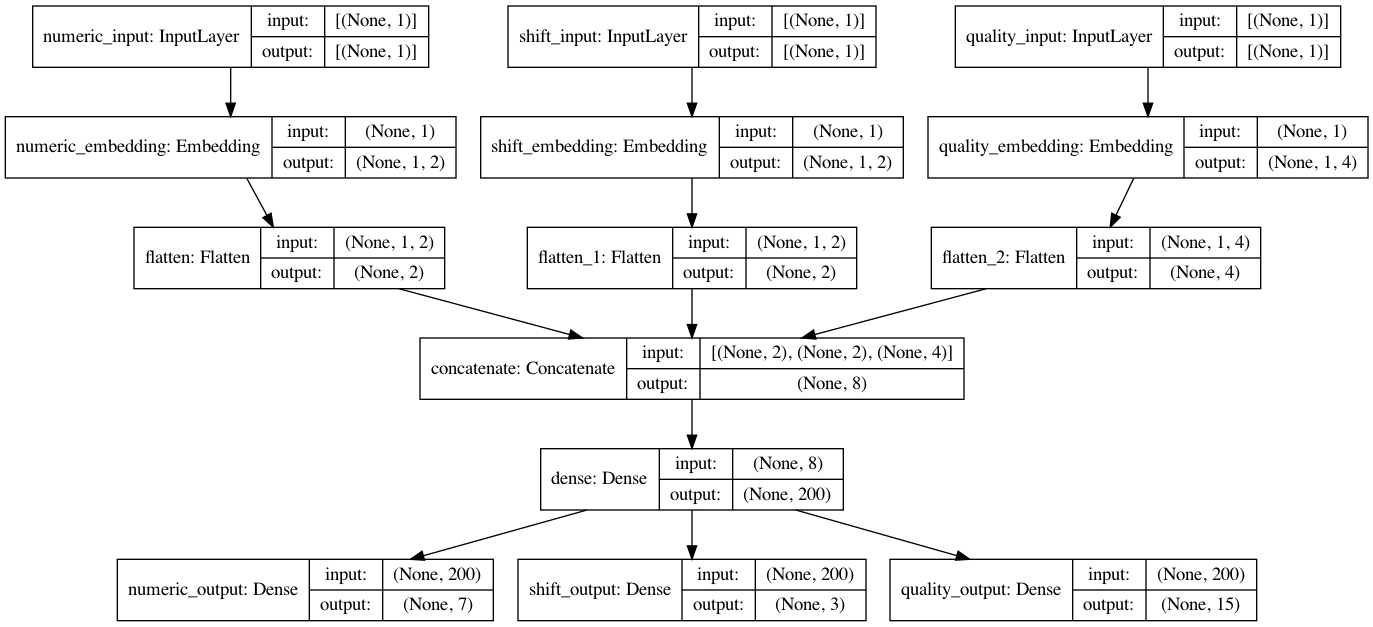 numeric_input: InputLayer
input: [(None, 1)]
output: [(None, 1)]
shift_input: InputLayer
input: [(None, 1)]
output: [(None, 1)]
quality_input: InputLayer
input: [(None, 1)]
output: [(None, 1)]
numeric_embedding: Embedding
input: (None, 1)
output: (None, 1, 2)
shift_embedding: Embedding
input: (None, 1)
output: (None, 1, 2)
quality_embedding: Embedding
input: (None, 1)
output: (None, 1, 4)
flatten: Flatten
input: (None, 1, 2)
output: (None, 2)
flatten_1: Flatten
input: (None, 1, 2)
output: (None, 2)
flatten_2: Flatten
input: (None, 1, 4)
output: (None, 4)
concatenate: Concatenate
input: [(None, 2), (None, 2), (None, 4)]
output: (None, 8)
dense: Dense
input: (None, 8)
output: (None, 200)
numeric_output: Dense
input: (None, 200)
output: (None, 7)
shift_output: Dense
input: (None, 200)
output: (None, 3)
quality_output: Dense
input: (None, 200)
output: (None, 15)